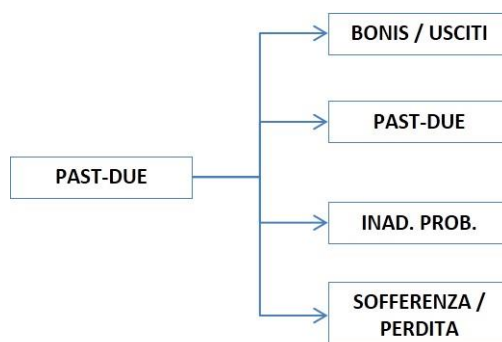 BONIS / USCITI
PAST-DUE
PAST-DUE
INAD. PROB.
SOFFERENZA /
PERDITA